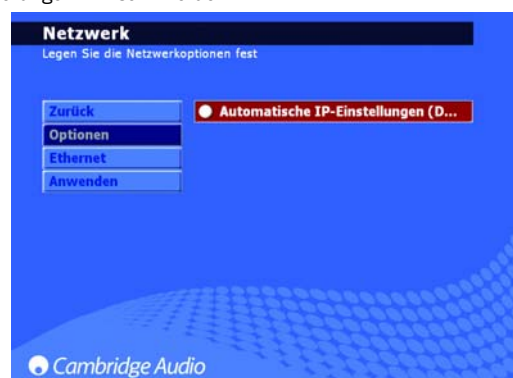 Netzwerk
Legen Sie die Netzwerkoptionen fest
Zurück
Automatische IP-Einstellungen (D...
Optionen
Ethernet
Anwenden
Cambridge Audio